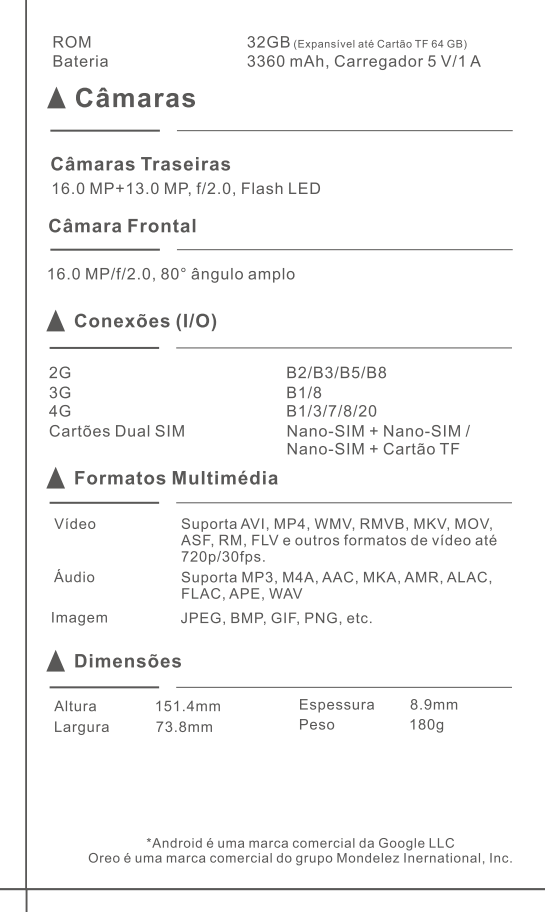 ROM 32GB (Expansível até Cartão TF 64 GB)
Bateria 3360 mAh, Carregador 5 V/1 A
Câmaras
Câmaras Traseiras
16.0 MP+13.0 MP, f/2.0, Flash LED
Câmara Frontal
16.0 MP/f/2.0, 80° ângulo amplo
Conexões (I/O)
2G B2/B3/B5/B8
3G B1/8
4G B1/3/7/8/20
Cartões Dual SIM Nano-SIM + Nano-SIM /
Nano-SIM + Cartão TF
Formatos Multimédia
Vídeo Suporta AVI, MP4, WMV, RMVB, MKV, MOV,
ASF, RM, FLV e outros formatos de vídeo até
720p/30fps.
Áudio Suporta MP3, M4A, AAC, MKA, AMR, ALAC,
FLAC, APE, WAV
Imagem JPEG, BMP, GIF, PNG, etc.
Dimensões
Altura 151.4mm Espessura 8.9mm
Largura 73.8mm Peso 180g
*Android é uma marca comercial da Google LLC
Oreo é uma marca comercial do grupo Mondelez Inernational, Inc.